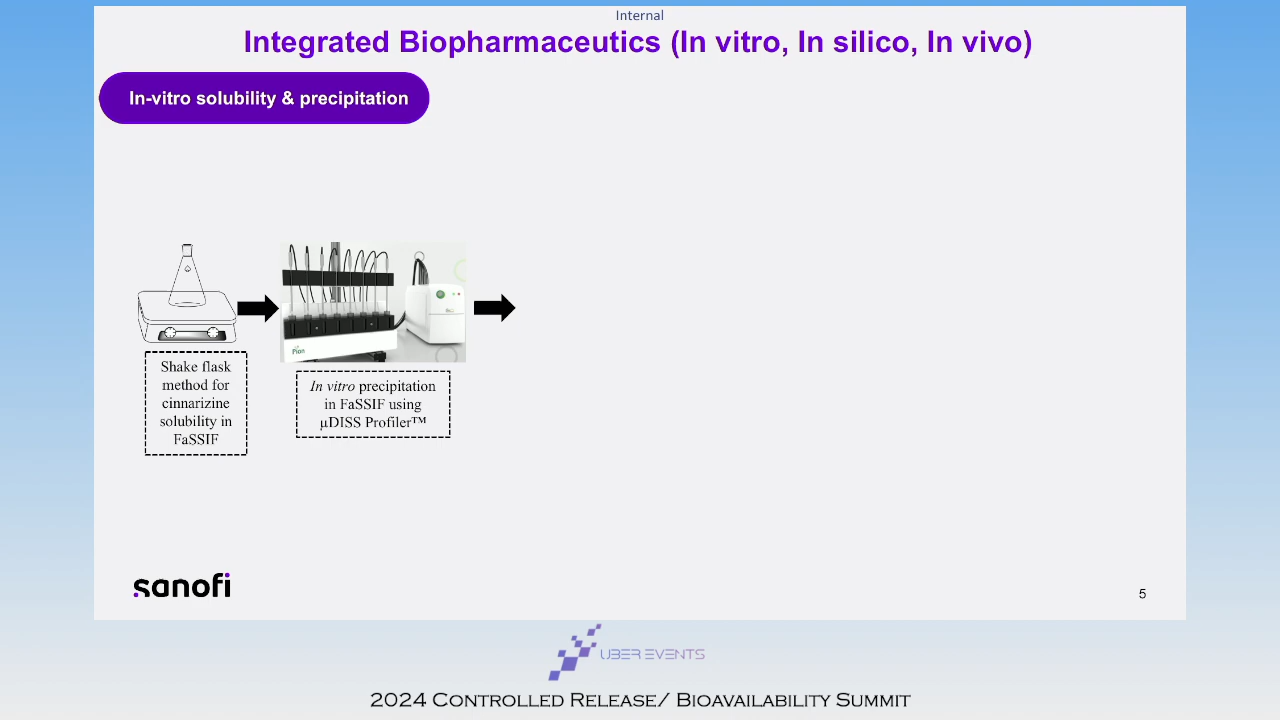 Internal
Integrated Biopharmaceutics (In vitro, In silico, In vivo)
In-vitro solubility & precipitation
Pion
Shake flask
method for
cinnarizine
solubility in
FaSSIF
In vitro precipitation
in FaSSIF using
µDISS Profiler™
sanofi
5
UBER EVENTS
2024 Controlled Release/ Bioavailability Summit